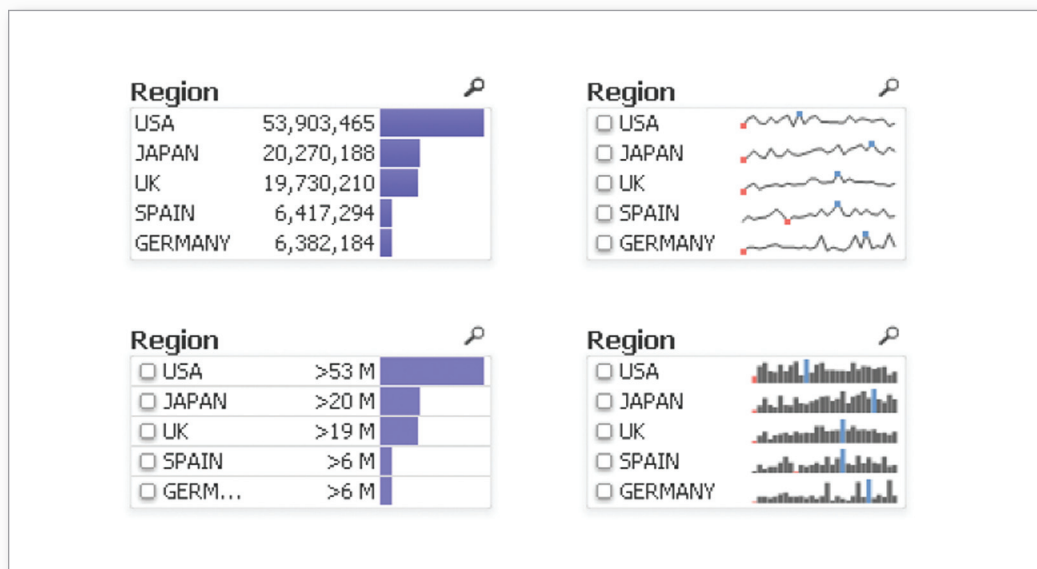 Region
USA 53,903,465
JAPAN 20,270,188
UK 19,730,210
SPAIN 6,417,294
GERMANY 6,382,184
Region
USA
JAPAN
UK
SPAIN
GERMANY
Region
USA >53 M
JAPAN >20 M
UK >19 M
SPAIN >6 M
GERM... >6 M
Region
USA
JAPAN
UK
SPAIN
GERMANY